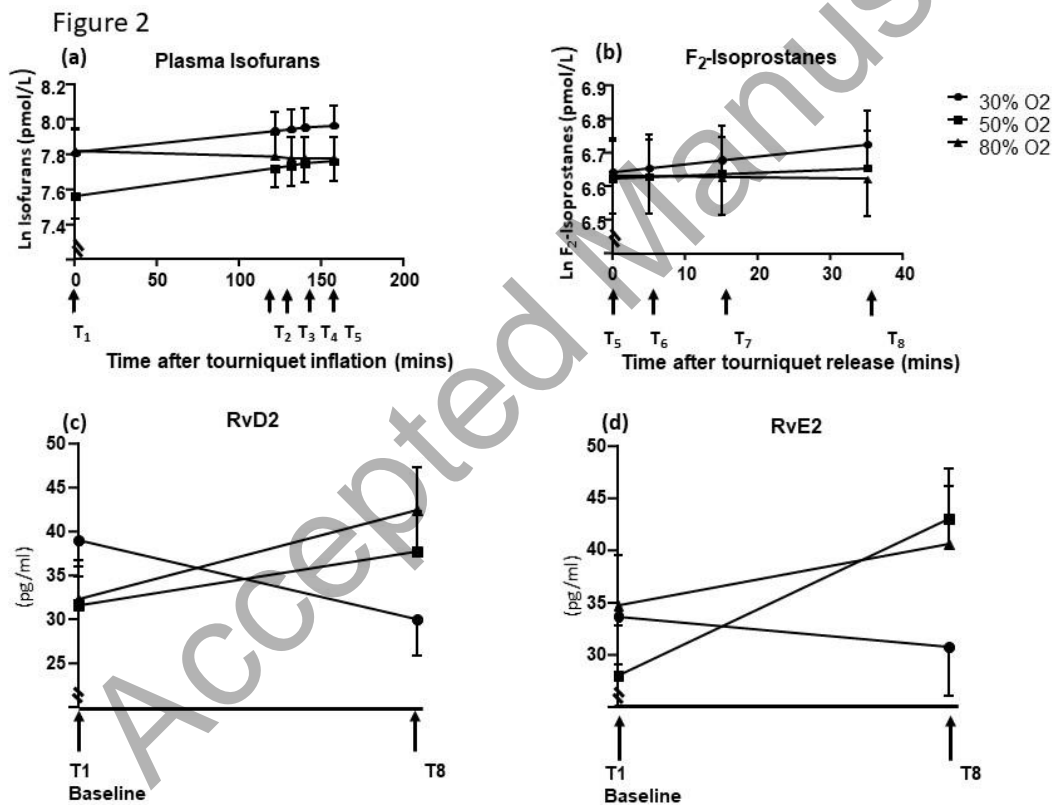 Figure 2
(a)
Plasma Isofurans
Ln Isofurans (pmol/L)
8.2
8.0
7.8
7.6
7.4
0 50 100 150 200
T1 T2 T3 T4 T5
Time after tourniquet inflation (mins)
(b)
F2-Isoprostanes
Ln F2-Isoprostanes (pmol/L)
6.9
6.8
6.7
6.6
6.5
0 10 20 30 40
T5 T6 T7 T8
Time after tourniquet release (mins)
30% O2
50% O2
80% O2
(c)
RvD2
(pg/ml)
50
45
40
35
30
25
T1 T8
Baseline
(d)
RvE2
(pg/ml)
50
45
40
35
30
T1 T8
Baseline
Accepted Manus